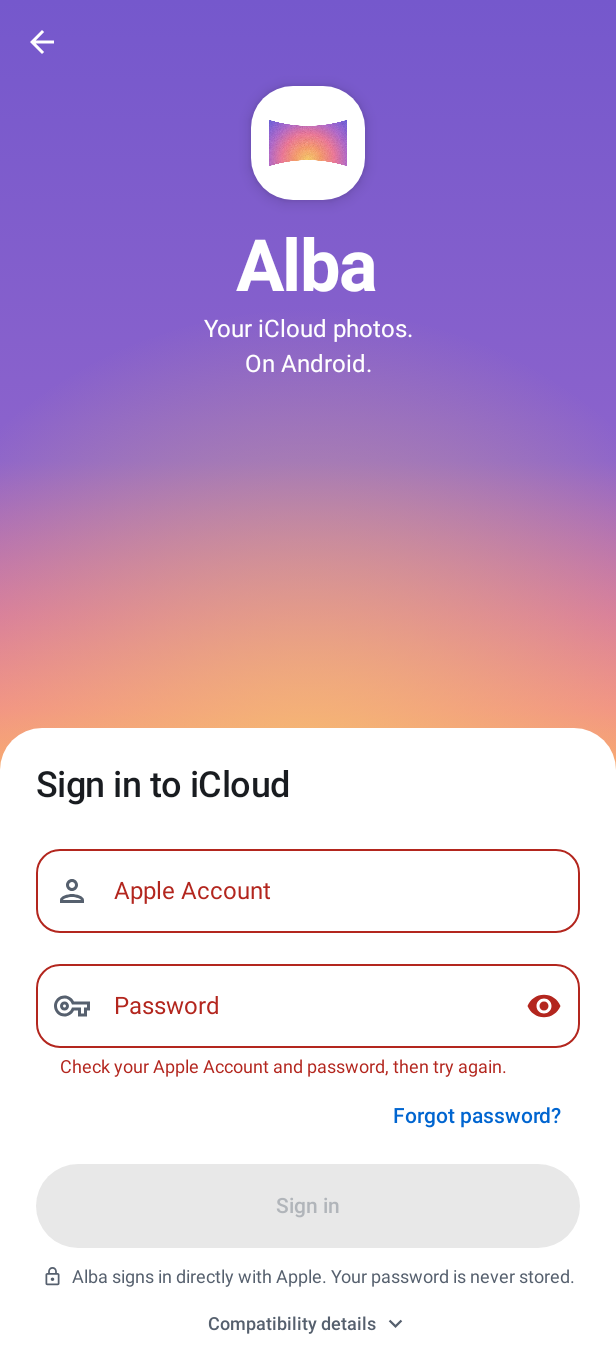 Alba
Your iCloud photos.
On Android.
Sign in to iCloud
Apple Account
Password
Check your Apple Account and password, then try again.
Forgot password?
Sign in
Alba signs in directly with Apple. Your password is never stored.
Compatibility details